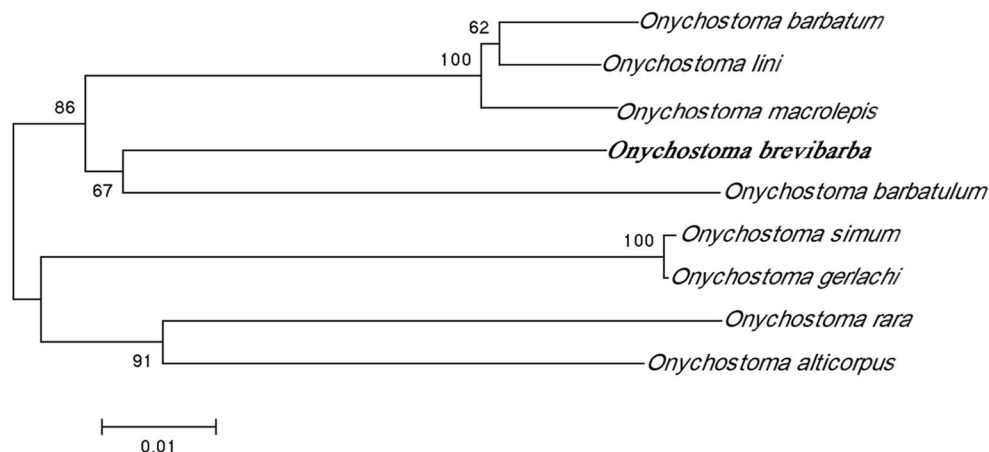 Onychostoma barbatum
62
Onychostoma lini
100
Onychostoma macrolepis
86
Onychostoma brevibarba
67
Onychostoma barbatulum
Onychostoma simum
100
Onychostoma gerlachi
Onychostoma rara
91
Onychostoma alticorpus
0.01